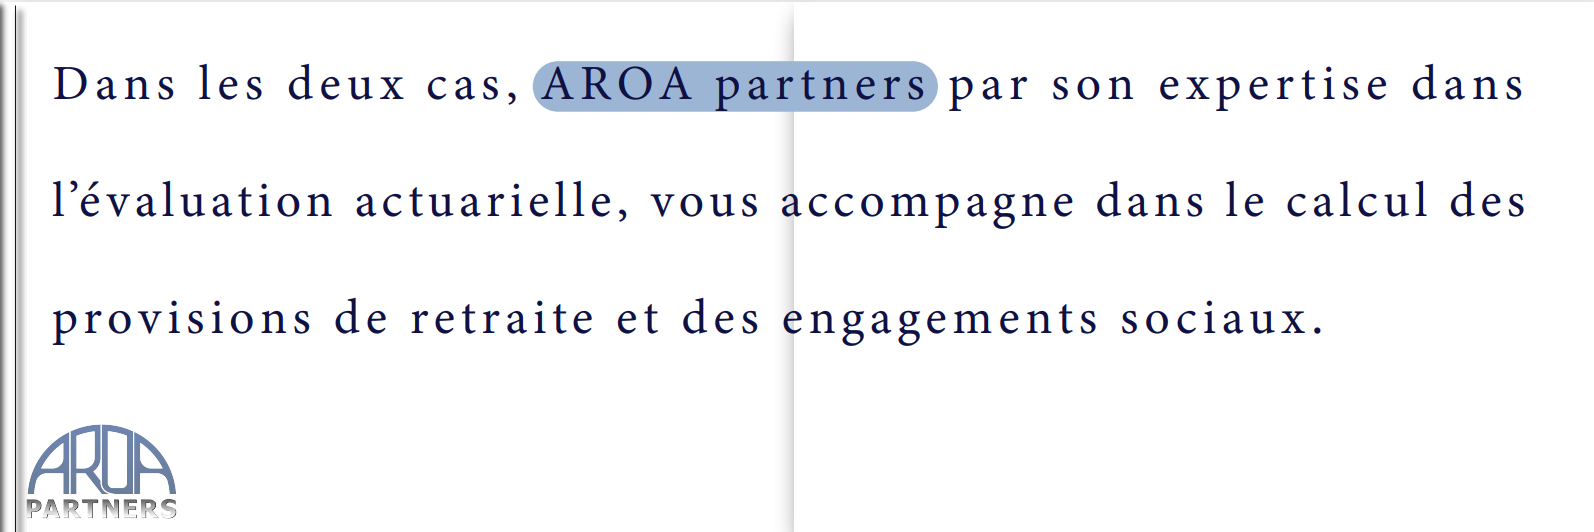 Dans les deux cas, AROA partners par son expertise dans
l’évaluation actuarielle, vous accompagne dans le calcul des
provisions de retraite et des engagements sociaux.
AROA
PARTNERS